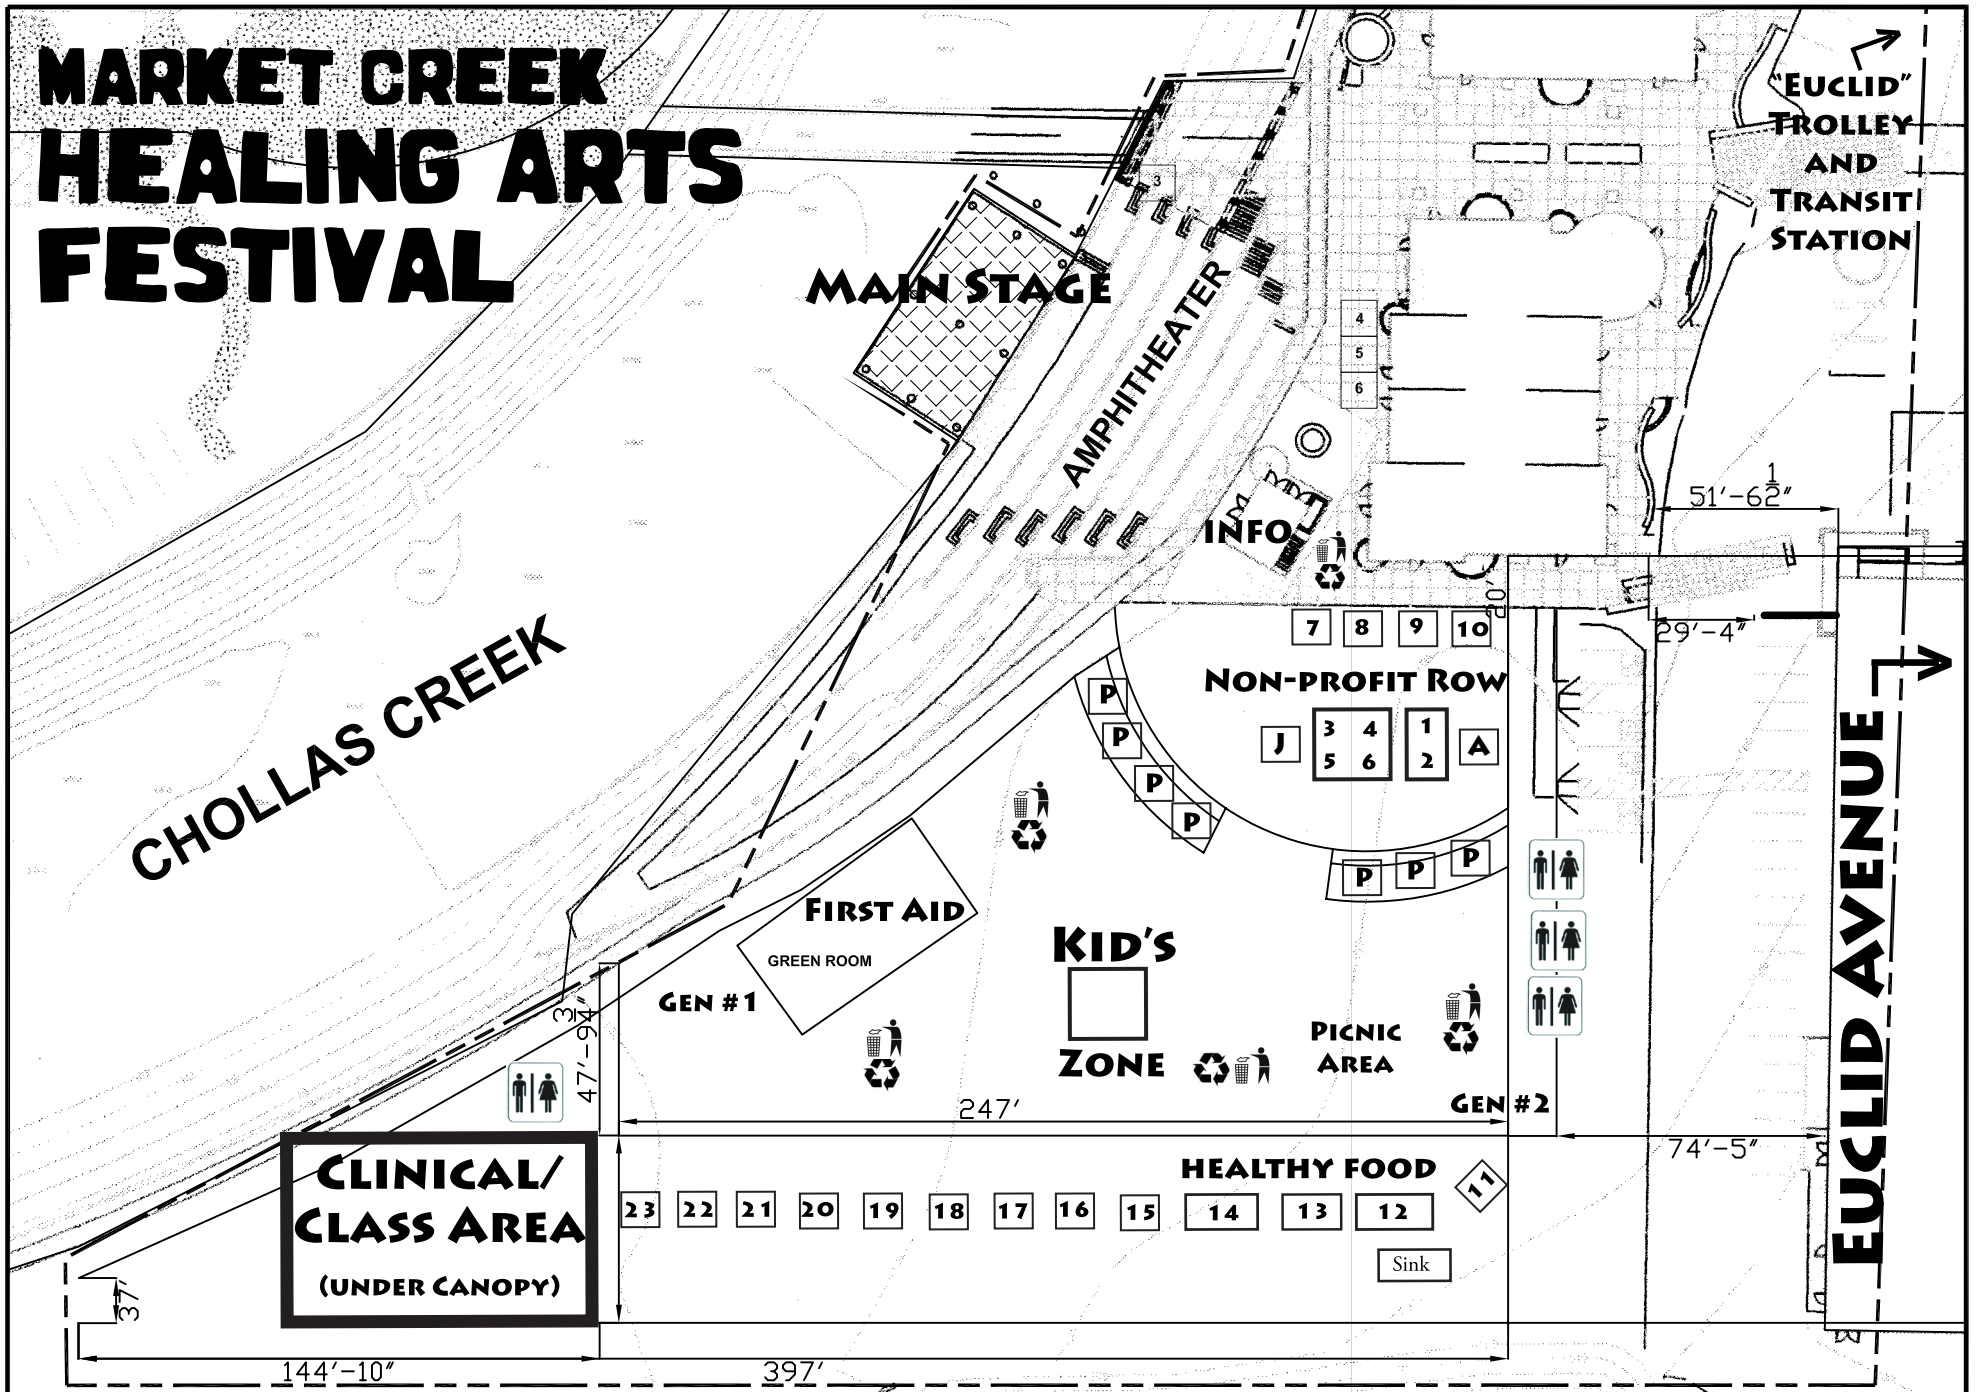 MARKET CREEK
HEALING ARTS
FESTIVAL
"EUCLID"
TROLLEY
AND
TRANSIT
STATION
3
MAIN STAGE
AMPHITHEATER
4
5
6
INFO
51'-6 1/2"
20'
29'-4"
CHOLLAS CREEK
7 8 9 10
NON-PROFIT ROW
P
P
P
P
J
3 4
5 6
1
2
A
P P P
EUCLID AVENUE
FIRST AID
GREEN ROOM
GEN #1
KID'S
ZONE
PICNIC
AREA
GEN #2
47'-9 3/4"
247'
74'-5"
CLINICAL/
CLASS AREA
(UNDER CANOPY)
HEALTHY FOOD
23 22 21 20 19 18 17 16 15 14 13 12 11
Sink
37'
144'-10"
397'